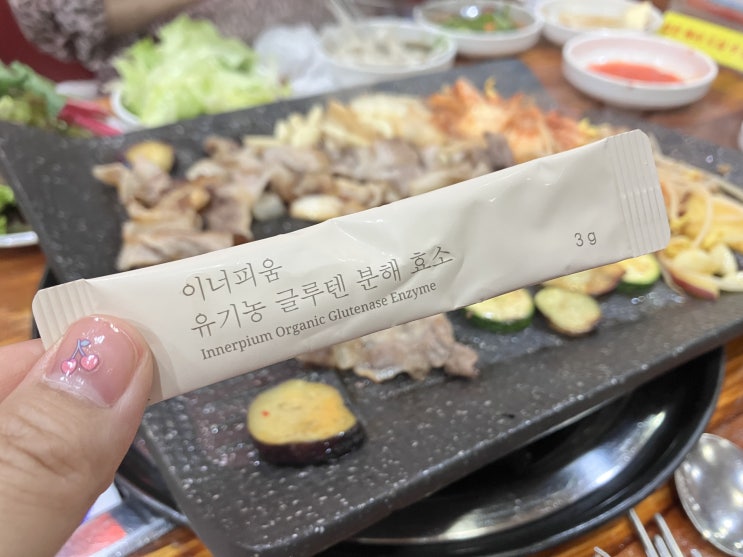 이너피움
유기농 글루텐 분해 효소
Innerpium Organic Glutenase Enzyme
3g